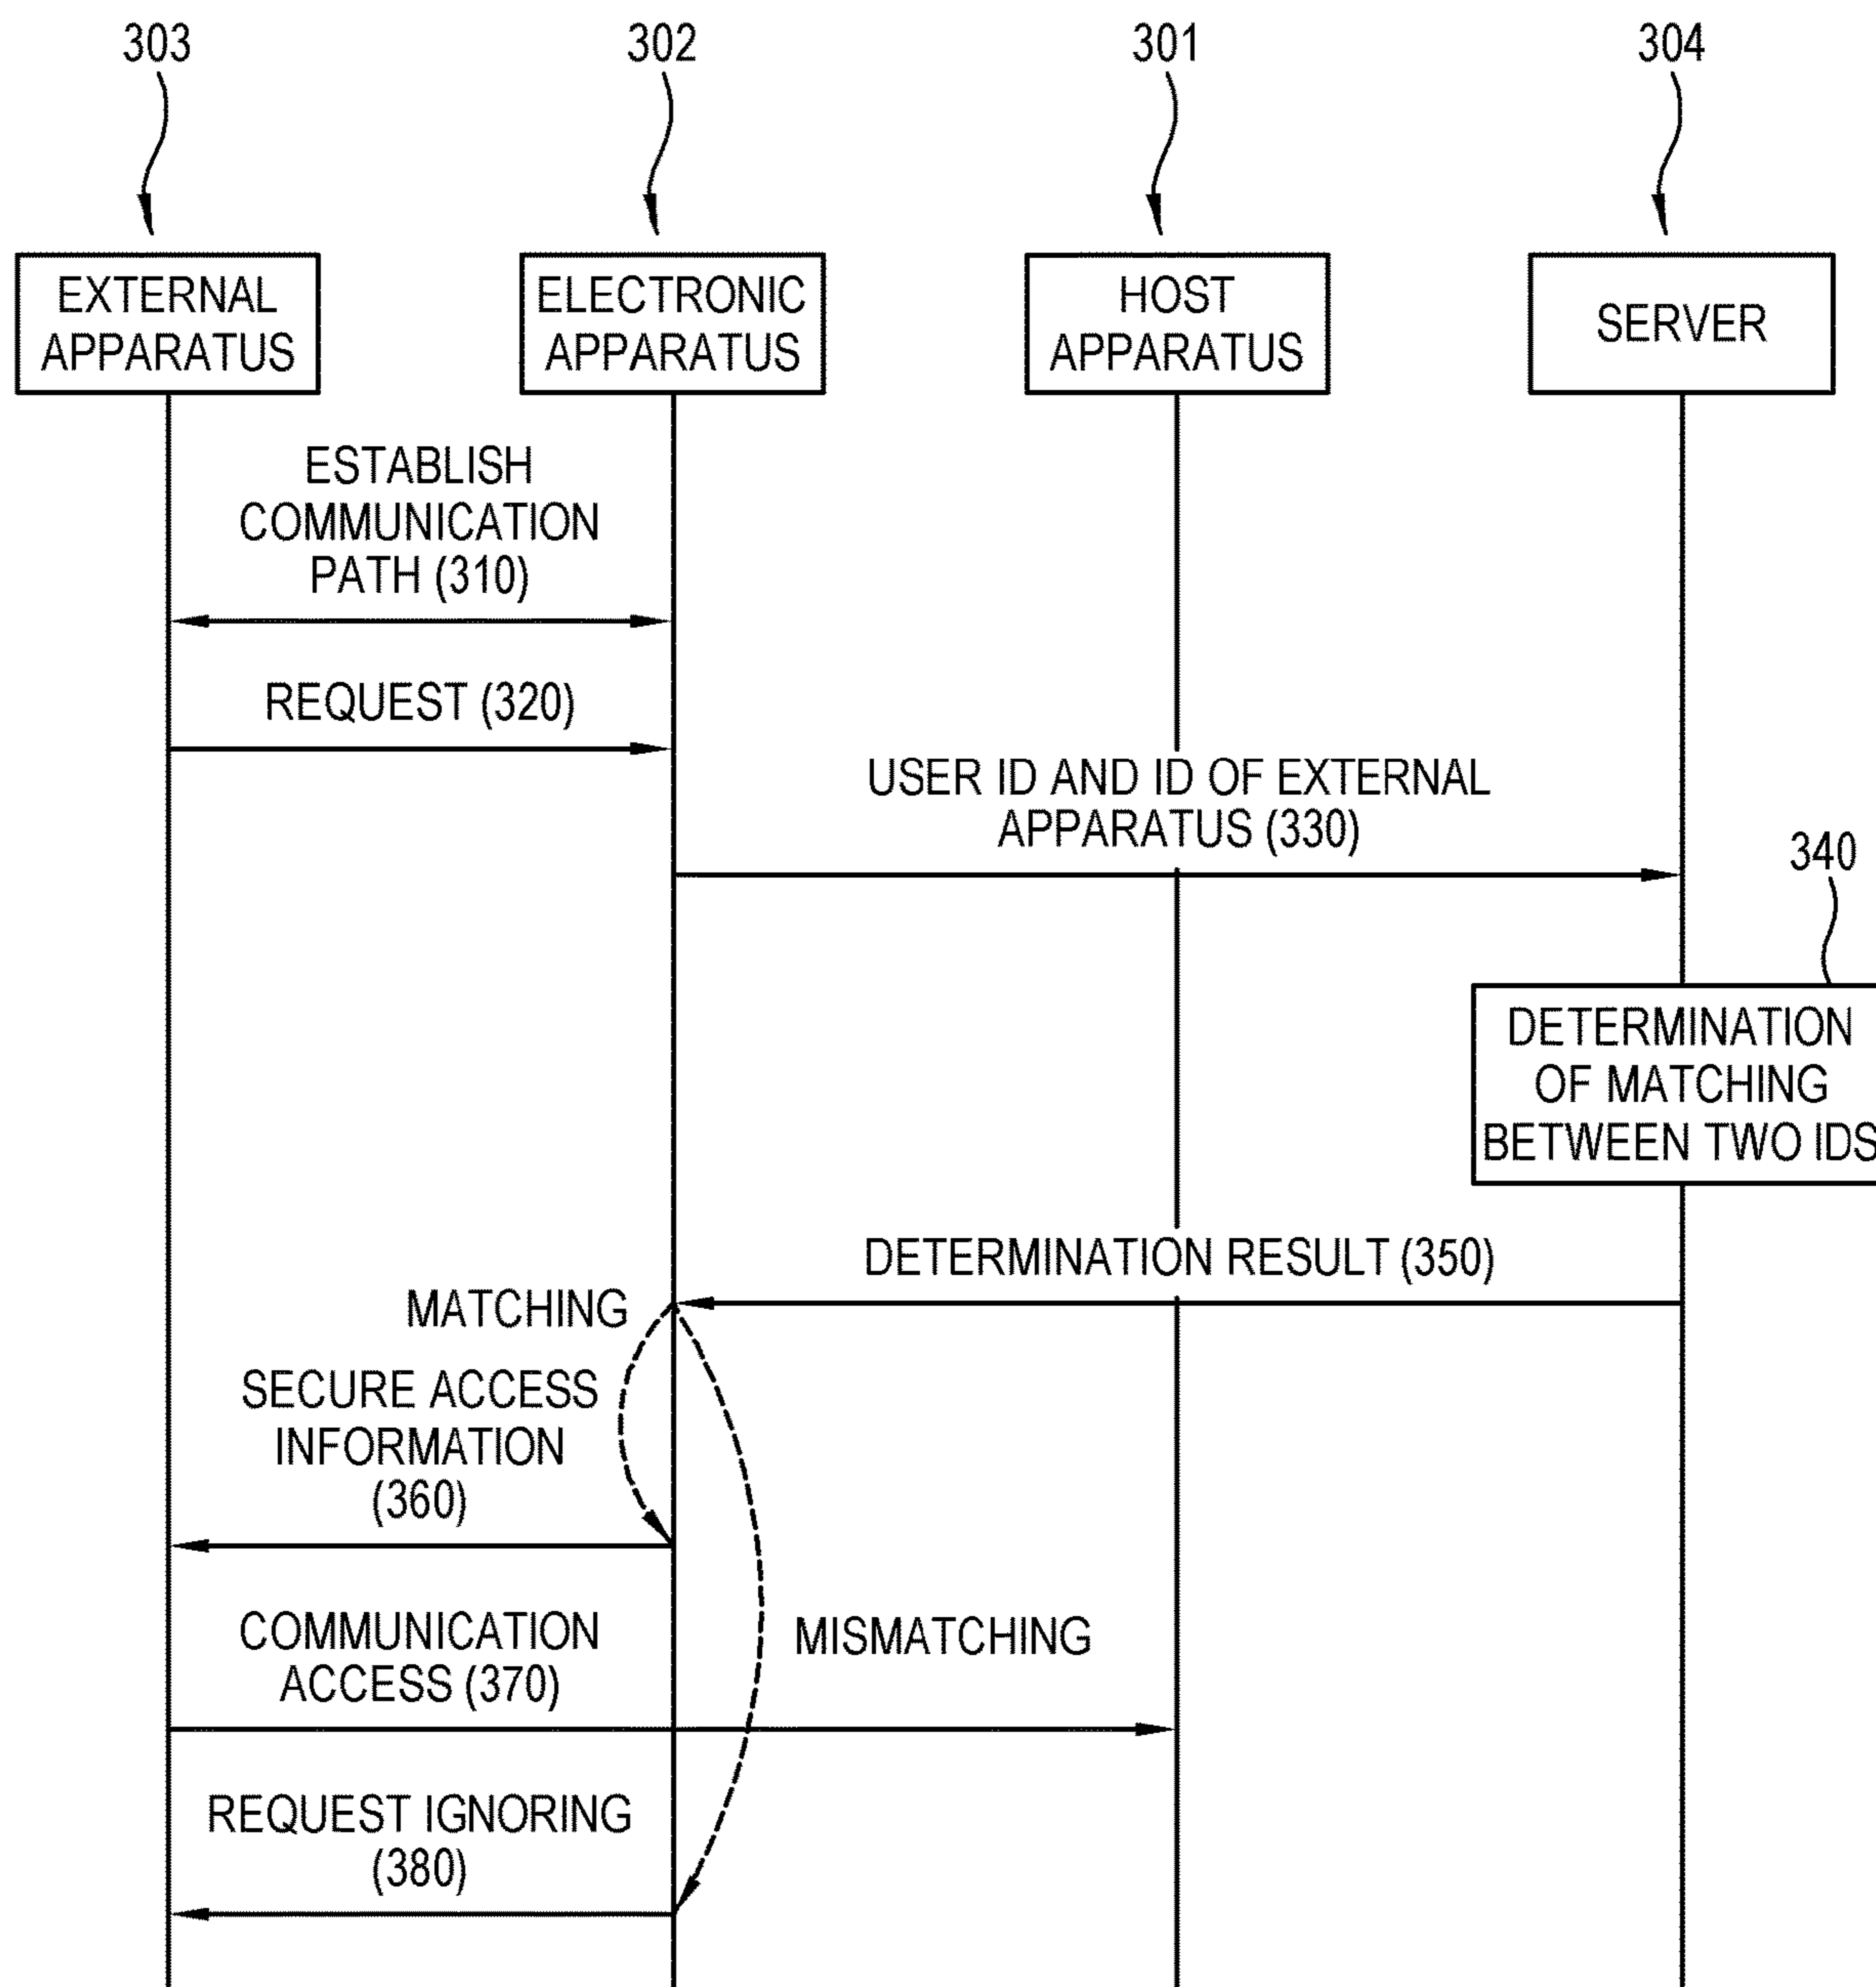 303
302
301
304
EXTERNAL
APPARATUS
ELECTRONIC
APPARATUS
HOST
APPARATUS
SERVER
ESTABLISH
COMMUNICATION
PATH (310)
REQUEST (320)
USER ID AND ID OF EXTERNAL
APPARATUS (330)
340
DETERMINATION
OF MATCHING
BETWEEN TWO IDS
DETERMINATION RESULT (350)
MATCHING
SECURE ACCESS
INFORMATION
(360)
COMMUNICATION
ACCESS (370)
MISMATCHING
REQUEST IGNORING
(380)